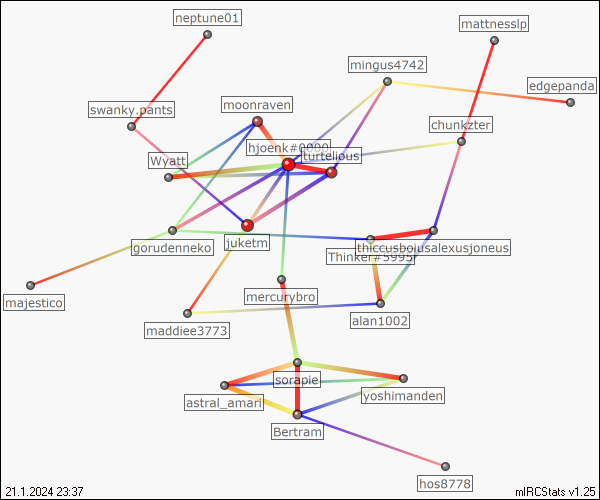 neptune01
mattnesslp
mingus4742
edgepanda
moonraven
swanky.pants
chunkzter
hjoenk#0000
turtelious
Wyatt
gorudenneko
juketm
thiccusboiusalexusjoneus
Thinker#5995
majestico
mercurybro
maddiee3773
alan1002
sorapie
astral_amari
yoshimanden
Bertram
hos8778
21.1.2024 23:37
mIRCStats v1.25